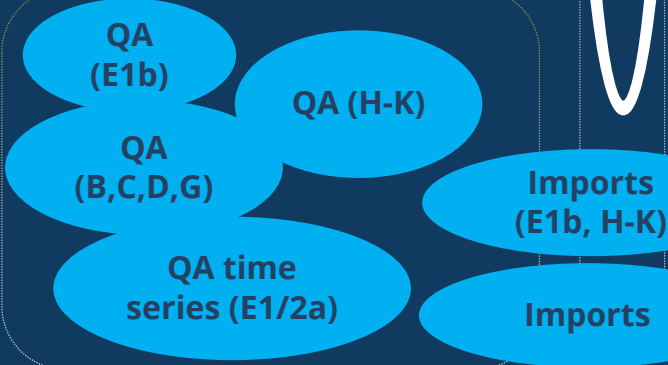 QA
(E1b)
QA (H-K)
QA
(B,C,D,G)
Imports
(E1b, H-K)
QA time
series (E1/2a)
Imports